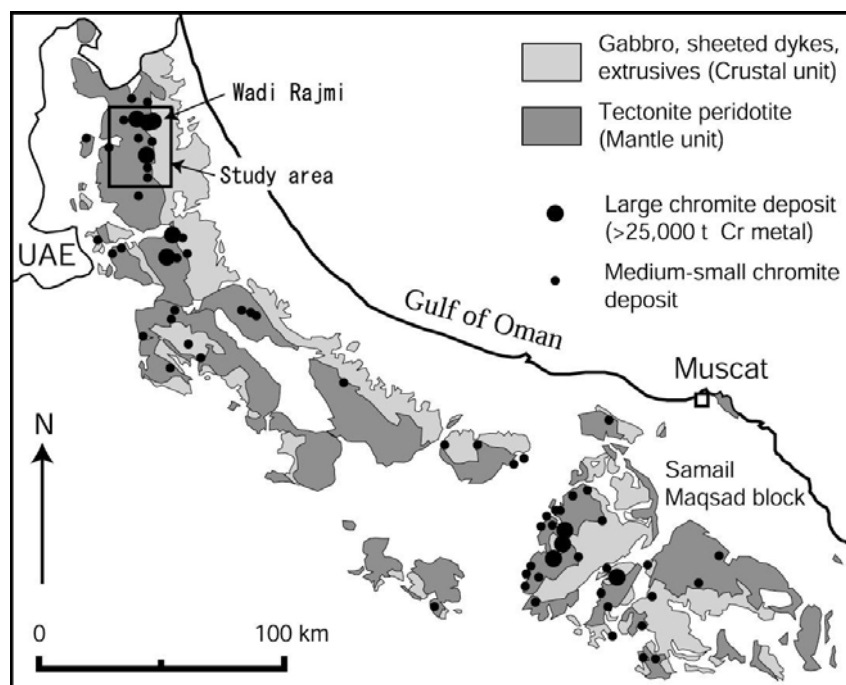 Gabbro, sheeted dykes,
extrusives (Crustal unit)
Wadi Rajmi
Tectonite peridotite
(Mantle unit)
Study area
Large chromite deposit
(>25,000 t Cr metal)
UAE
Medium-small chromite
deposit
Gulf of Oman
Muscat
N
Samail
Maqsad block
0 100 km